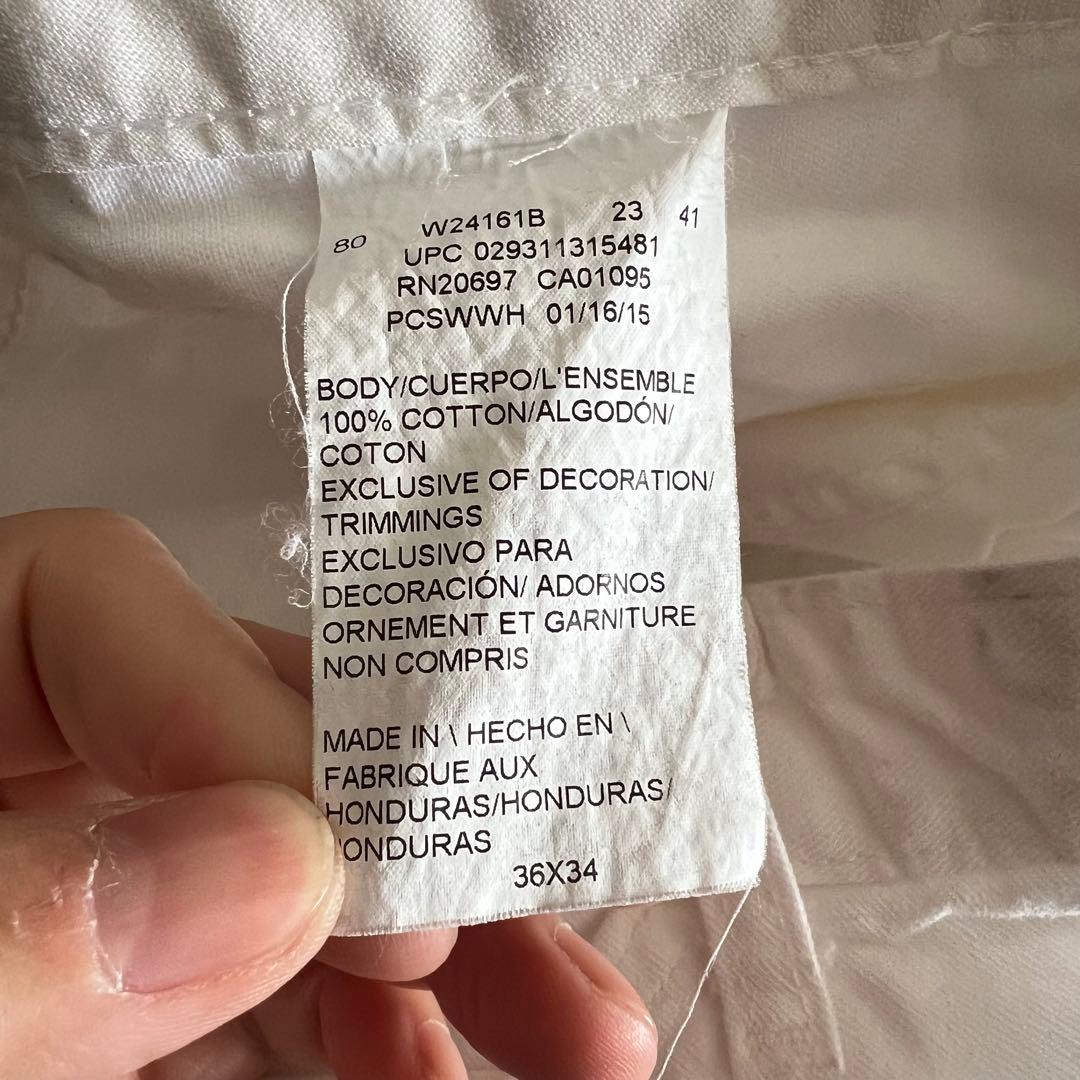 80 W24161B 23 41
UPC 029311315481
RN20697 CA01095
PCSWWH 01/16/15
BODY/CUERPO/L'ENSEMBLE
100% COTTON/ALGODÓN/
COTON
EXCLUSIVE OF DECORATION/
TRIMMINGS
EXCLUSIVO PARA
DECORACIÓN/ ADORNOS
ORNEMENT ET GARNITURE
NON COMPRIS
MADE IN \ HECHO EN \
FABRIQUE AUX
HONDURAS/HONDURAS/
HONDURAS
36X34